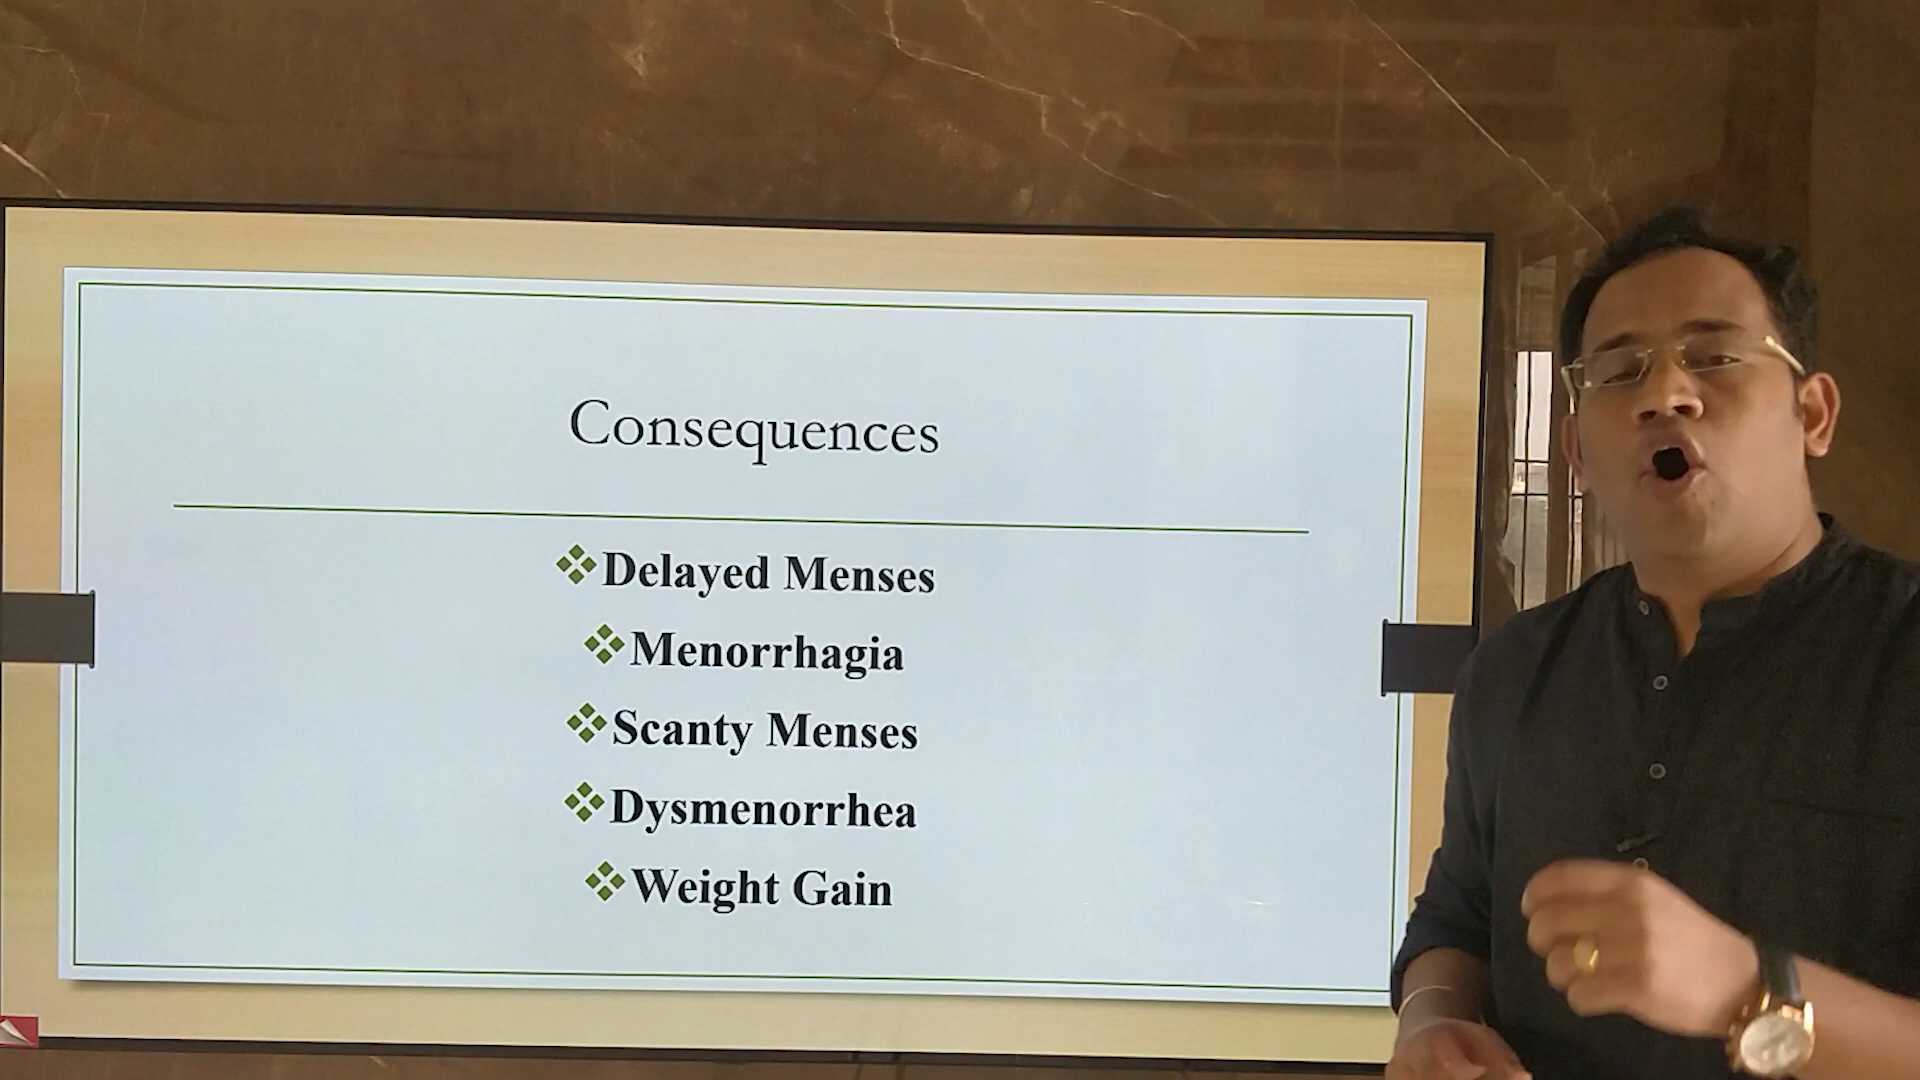 Consequences
Delayed Menses
Menorrhagia
Scanty Menses
Dysmenorrhea
Weight Gain